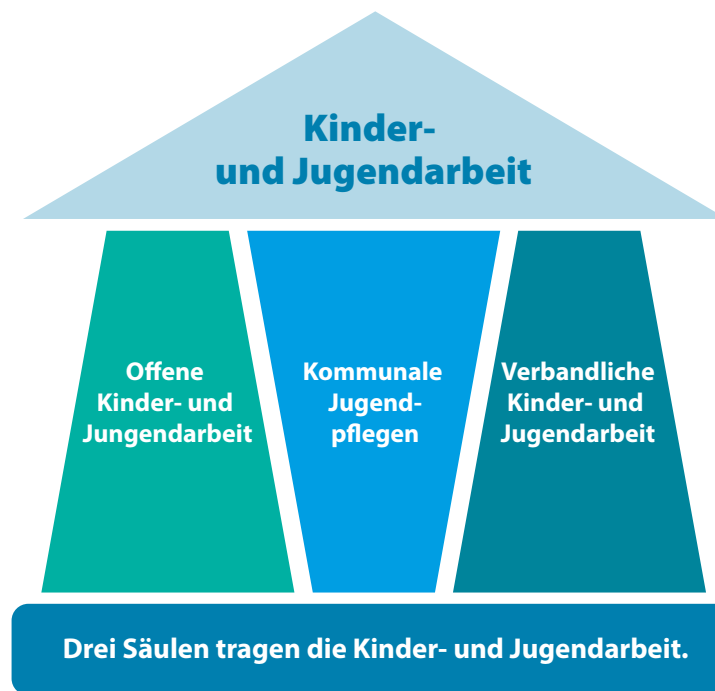 Kinder-
und Jugendarbeit
Offene
Kinder- und
Jungendarbeit
Kommunale
Jugend-
pflegen
Verbandliche
Kinder- und
Jugendarbeit
Drei Säulen tragen die Kinder- und Jugendarbeit.